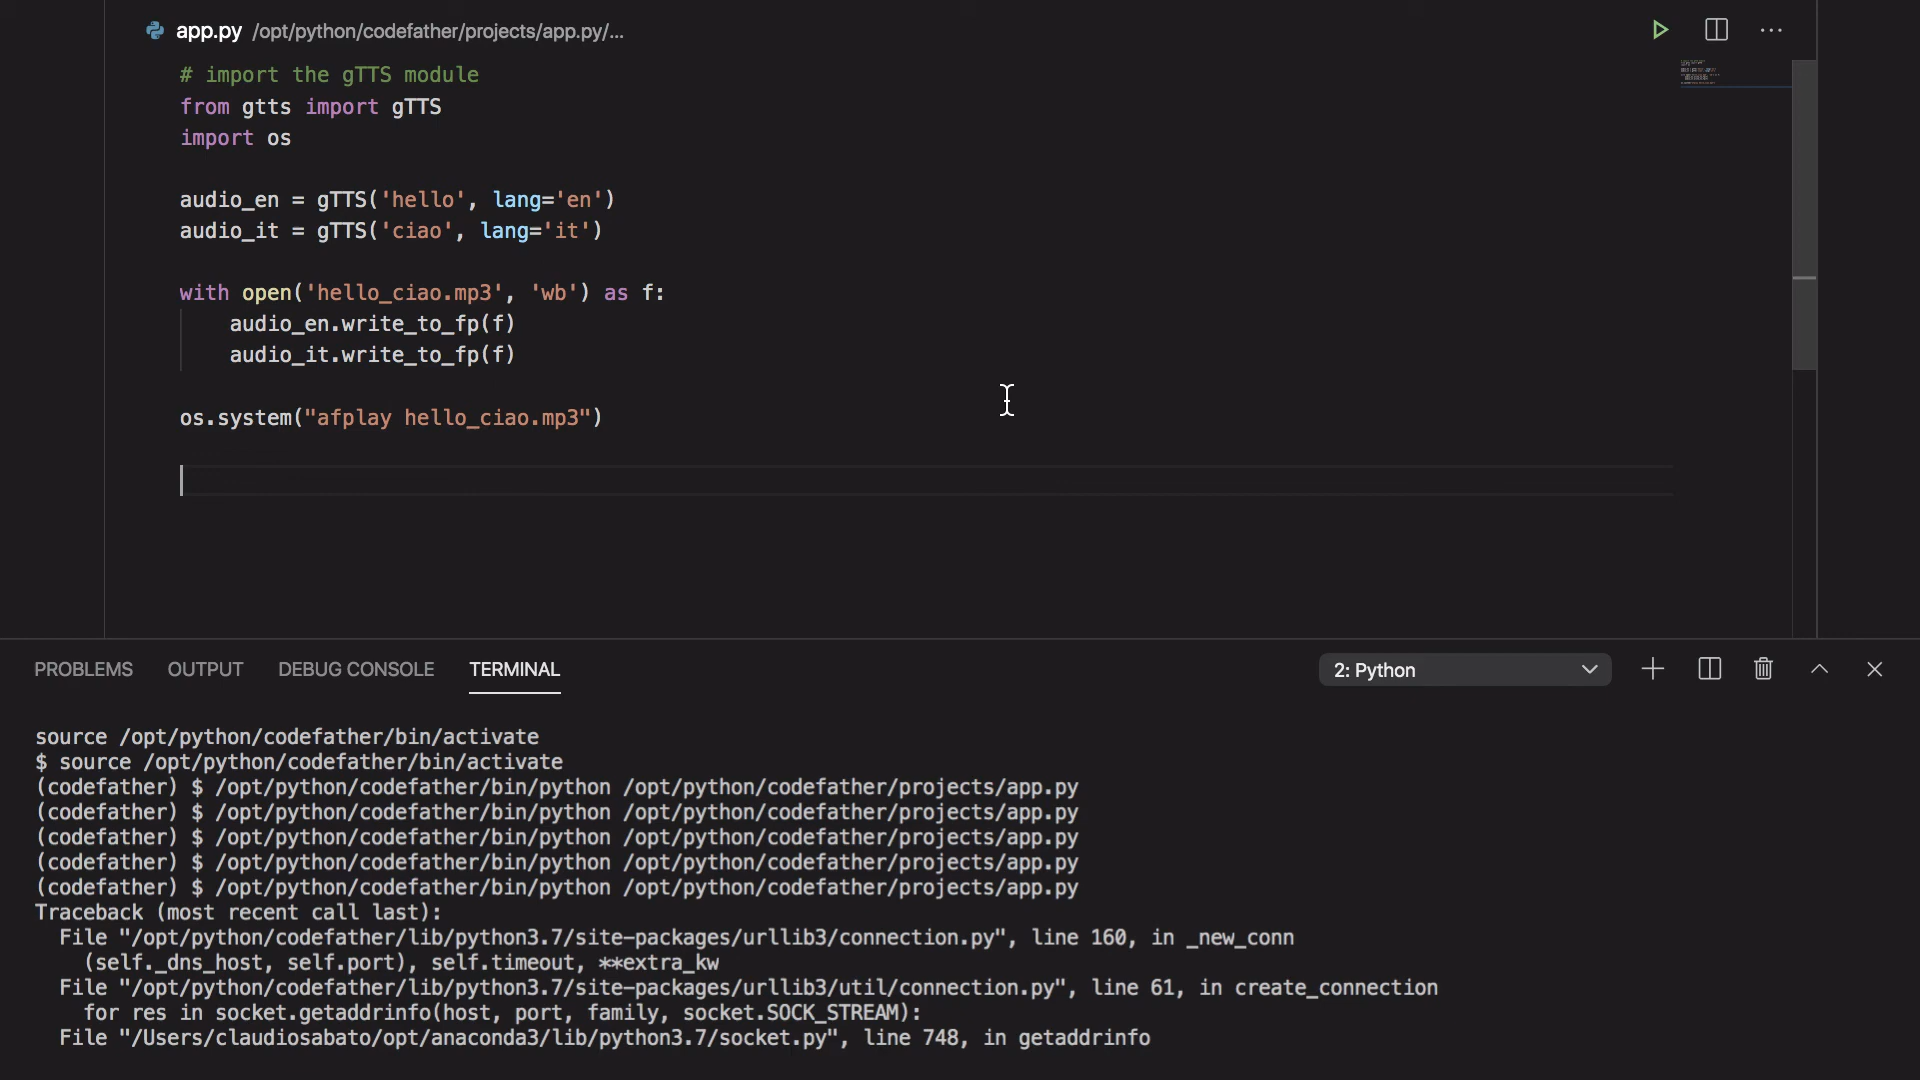 app.py /opt/python/codefather/projects/app.py/...
# import the gTTS module
from gtts import gTTS
import os
audio_en = gTTS('hello', lang='en')
audio_it = gTTS('ciao', lang='it')
with open('hello_ciao.mp3', 'wb') as f:
    audio_en.write_to_fp(f)
    audio_it.write_to_fp(f)
os.system("afplay hello_ciao.mp3")
PROBLEMS OUTPUT DEBUG CONSOLE TERMINAL 2: Python
source /opt/python/codefather/bin/activate
$ source /opt/python/codefather/bin/activate
(codefather) $ /opt/python/codefather/bin/python /opt/python/codefather/projects/app.py
(codefather) $ /opt/python/codefather/bin/python /opt/python/codefather/projects/app.py
(codefather) $ /opt/python/codefather/bin/python /opt/python/codefather/projects/app.py
(codefather) $ /opt/python/codefather/bin/python /opt/python/codefather/projects/app.py
(codefather) $ /opt/python/codefather/bin/python /opt/python/codefather/projects/app.py
Traceback (most recent call last):
  File "/opt/python/codefather/lib/python3.7/site-packages/urllib3/connection.py", line 160, in _new_conn
    (self._dns_host, self.port), self.timeout, **extra_kw
  File "/opt/python/codefather/lib/python3.7/site-packages/urllib3/util/connection.py", line 61, in create_connection
    for res in socket.getaddrinfo(host, port, family, socket.SOCK_STREAM):
  File "/Users/claudiosabato/opt/anaconda3/lib/python3.7/socket.py", line 748, in getaddrinfo